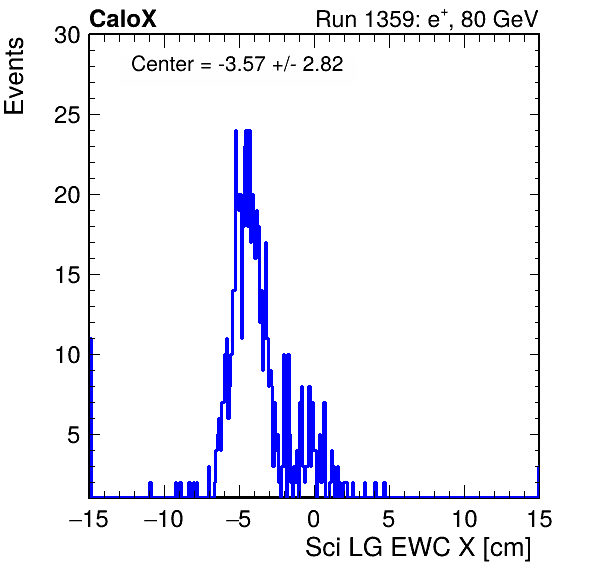 CaloX Run 1359: e⁺, 80 GeV
Center = -3.57 +/- 2.82
Events
30
25
20
15
10
5
−15 −10 −5 0 5 10 15
Sci LG EWC X [cm]